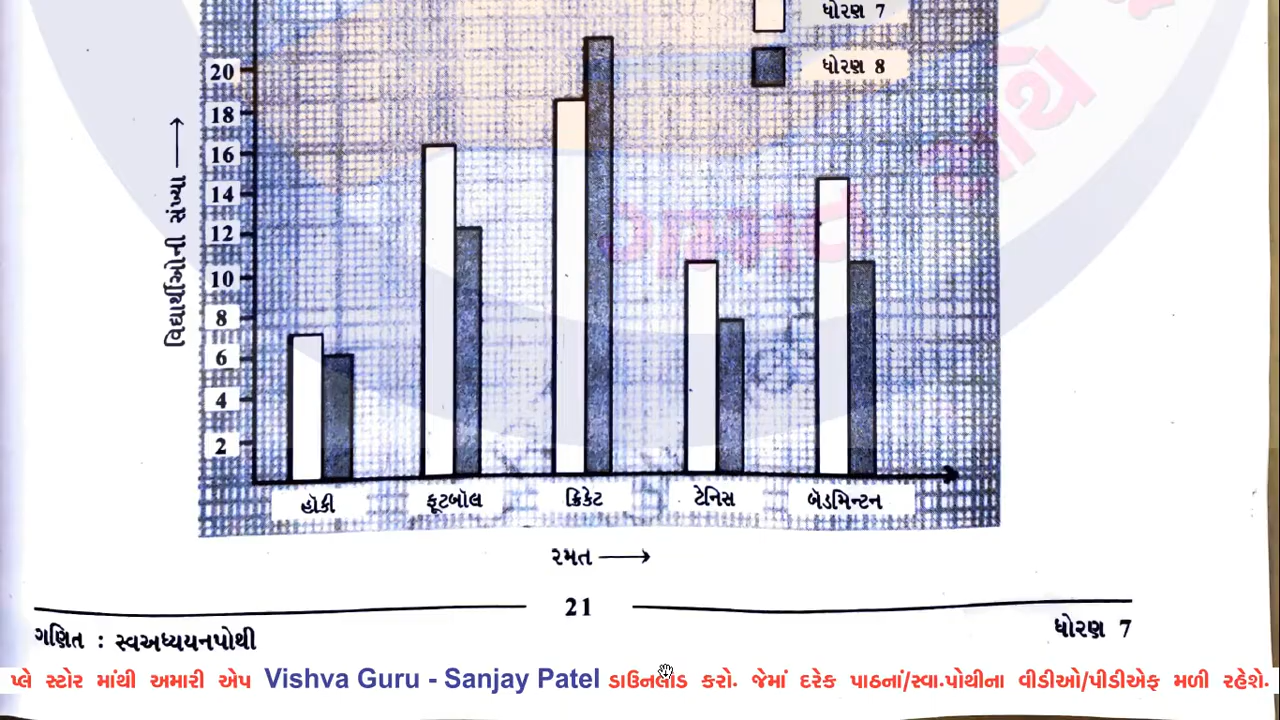 ધોરણ 7
ધોરણ 8
20
18
16
14
12
10
8
6
4
2
વિદ્યાર્થીઓની સંખ્યા
હૉકી ફૂટબૉલ ક્રિકેટ ટેનિસ બૅડમિન્ટન
રમત
21
ગણિત : સ્વઅધ્યયનપોથી
ધોરણ 7
પ્લે સ્ટોર માંથી અમારી એપ Vishva Guru - Sanjay Patel ડાઉનલોડ કરો. જેમાં દરેક પાઠનાં/સ્વા.પોથીના વીડીઓ/પીડીએફ મળી રહેશે.